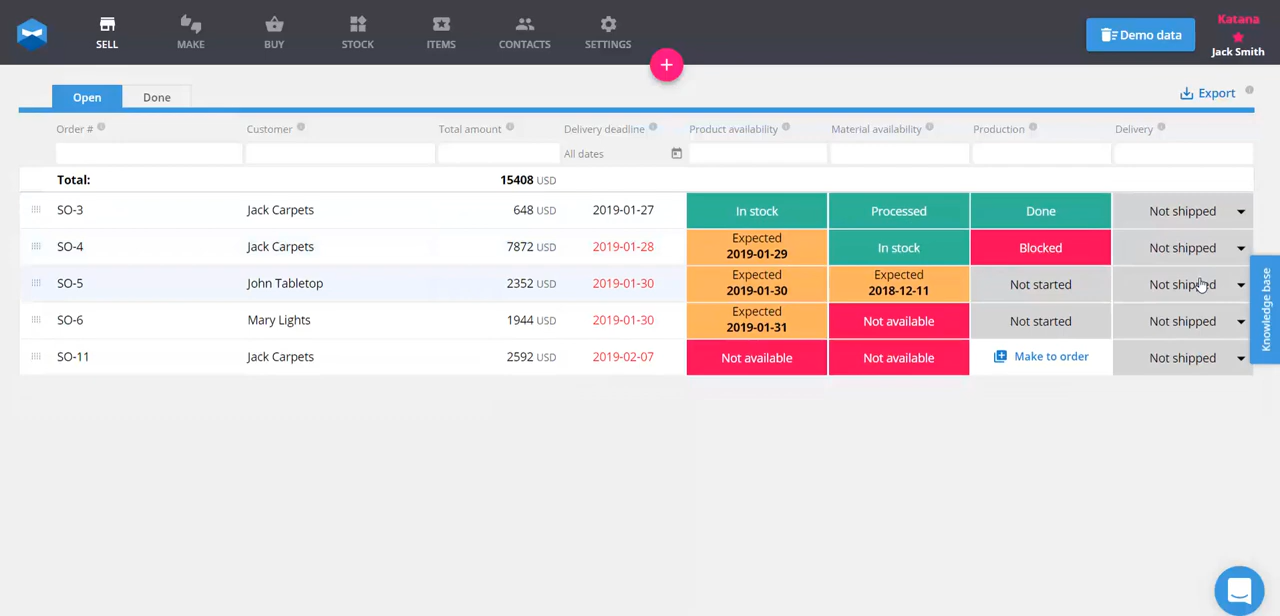 SELL MAKE BUY STOCK ITEMS CONTACTS SETTINGS
Demo data
Katana
Jack Smith
+
Open Done
Export
Order # Customer Total amount Delivery deadline Product availability Material availability Production Delivery
All dates
Total: 15408 USD
SO-3 Jack Carpets 648 USD 2019-01-27 In stock Processed Done Not shipped
SO-4 Jack Carpets 7872 USD 2019-01-28 Expected 2019-01-29 In stock Blocked Not shipped
SO-5 John Tabletop 2352 USD 2019-01-30 Expected 2019-01-30 Expected 2018-12-11 Not started Not shipped
SO-6 Mary Lights 1944 USD 2019-01-30 Expected 2019-01-31 Not available Not started Not shipped
SO-11 Jack Carpets 2592 USD 2019-02-07 Not available Not available Make to order Not shipped
Knowledge base